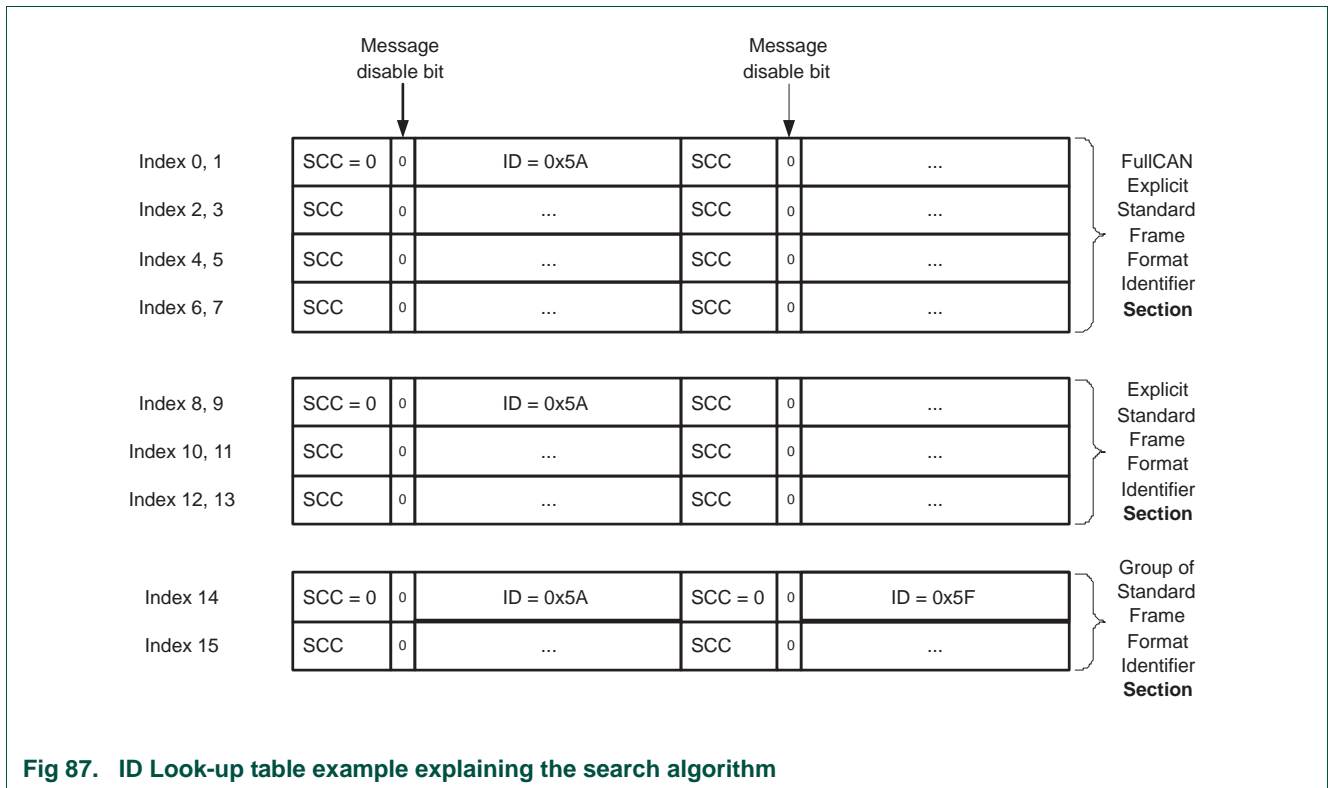 Message
disable bit
Message
disable bit
Index 0, 1 SCC = 0 0 ID = 0x5A SCC 0 ...
Index 2, 3 SCC 0 ... SCC 0 ...
Index 4, 5 SCC 0 ... SCC 0 ...
Index 6, 7 SCC 0 ... SCC 0 ...
FullCAN
Explicit
Standard
Frame
Format
Identifier
Section
Index 8, 9 SCC = 0 0 ID = 0x5A SCC 0 ...
Index 10, 11 SCC 0 ... SCC 0 ...
Index 12, 13 SCC 0 ... SCC 0 ...
Explicit
Standard
Frame
Format
Identifier
Section
Index 14 SCC = 0 0 ID = 0x5A SCC = 0 0 ID = 0x5F
Index 15 SCC 0 ... SCC 0 ...
Group of
Standard
Frame
Format
Identifier
Section
Fig 87. ID Look-up table example explaining the search algorithm